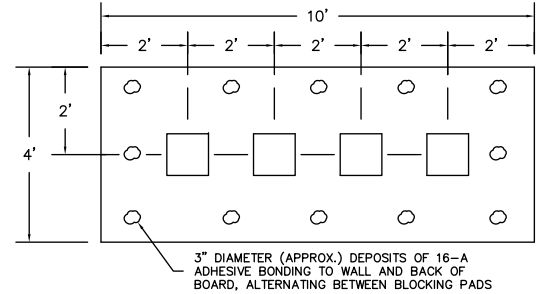 10'
2' 2' 2' 2' 2'
2'
4'
3" DIAMETER (APPROX.) DEPOSITS OF 16-A
ADHESIVE BONDING TO WALL AND BACK OF
BOARD, ALTERNATING BETWEEN BLOCKING PADS